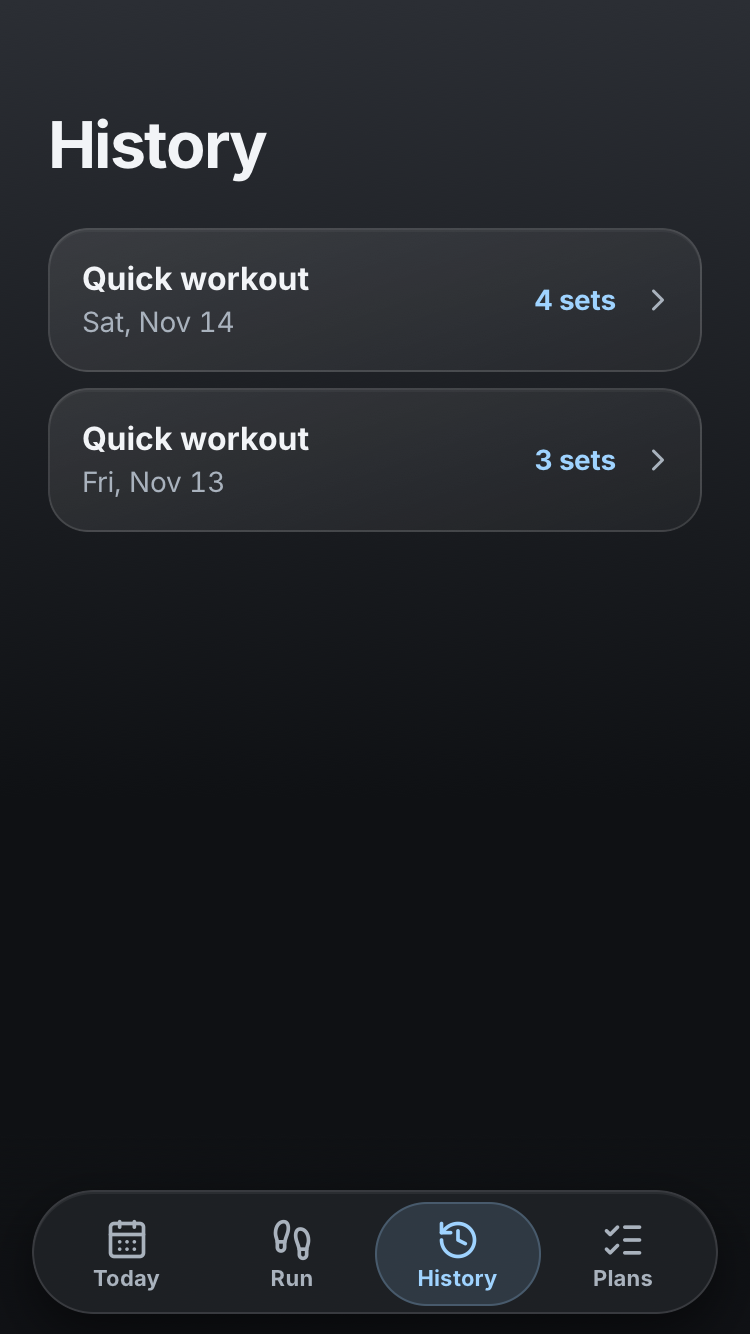 History
Quick workout
Sat, Nov 14
4 sets
Quick workout
Fri, Nov 13
3 sets
Today
Run
History
Plans